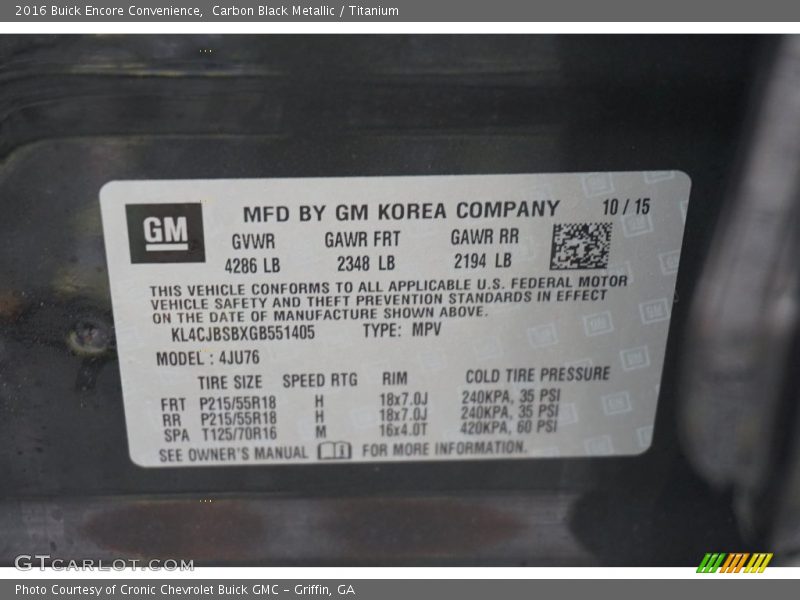 2016 Buick Encore Convenience,  Carbon Black Metallic / Titanium
GM MFD BY GM KOREA COMPANY 10 / 15
GVWR GAWR FRT GAWR RR
4286 LB 2348 LB 2194 LB
THIS VEHICLE CONFORMS TO ALL APPLICABLE U.S. FEDERAL MOTOR
VEHICLE SAFETY AND THEFT PREVENTION STANDARDS IN EFFECT
ON THE DATE OF MANUFACTURE SHOWN ABOVE.
KL4CJBSBXGB551405 TYPE: MPV
MODEL : 4JU76
TIRE SIZE SPEED RTG RIM COLD TIRE PRESSURE
FRT P215/55R18 H 18x7.0J 240KPA, 35 PSI
RR P215/55R18 H 18x7.0J 240KPA, 35 PSI
SPA T125/70R16 M 16x4.0T 420KPA, 60 PSI
SEE OWNER'S MANUAL FOR MORE INFORMATION.
GTCARLOT.COM
Photo Courtesy of Cronic Chevrolet Buick GMC – Griffin, GA